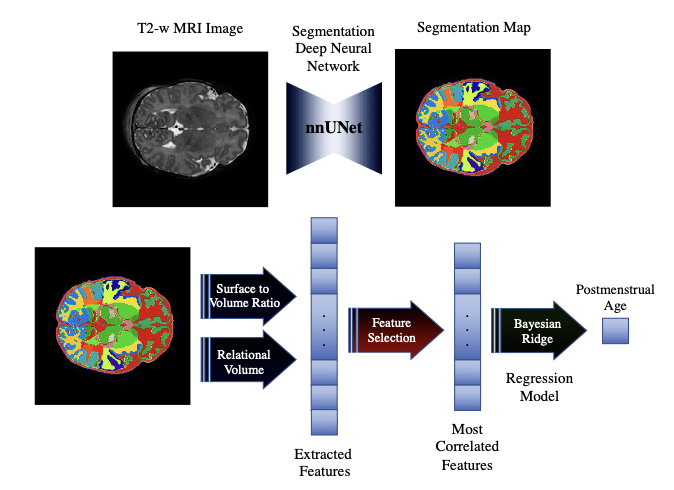 T2-w MRI Image
Segmentation
Deep Neural
Network
Segmentation Map
nnUNet
Surface to
Volume Ratio
Relational
Volume
Feature
Selection
Bayesian
Ridge
Postmenstrual
Age
Regression
Model
Extracted
Features
Most
Correlated
Features